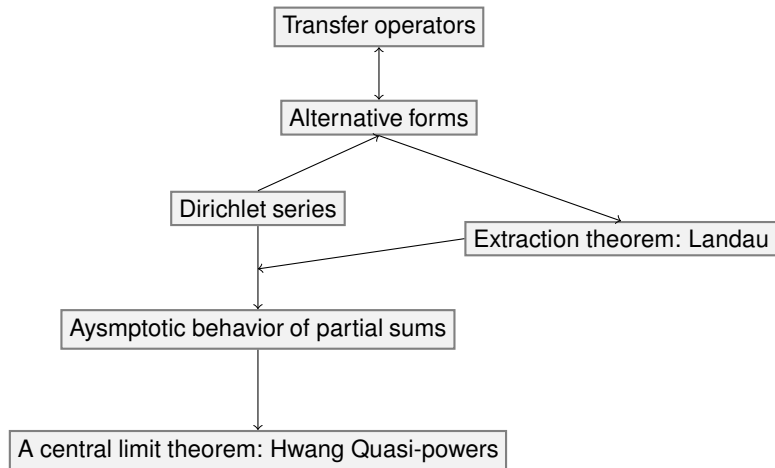 Transfer operators
Alternative forms
Dirichlet series
Extraction theorem: Landau
Aysmptotic behavior of partial sums
A central limit theorem: Hwang Quasi-powers